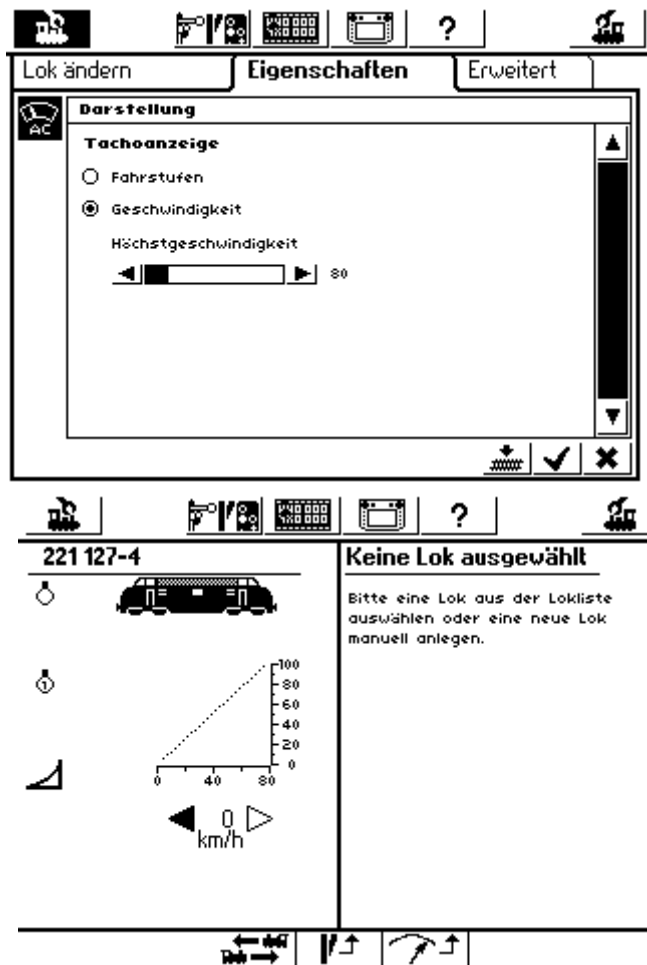 ?
Lok ändern Eigenschaften Erweitert
AC
Darstellung
Tachoanzeige
Fahrstufen
Geschwindigkeit
Höchstgeschwindigkeit
80
?
221 127-4
Keine Lok ausgewählt
Bitte eine Lok aus der Lokliste
auswählen oder eine neue Lok
manuell anlegen.
1
100
80
60
40
20
0
0 40 80
0
km/h